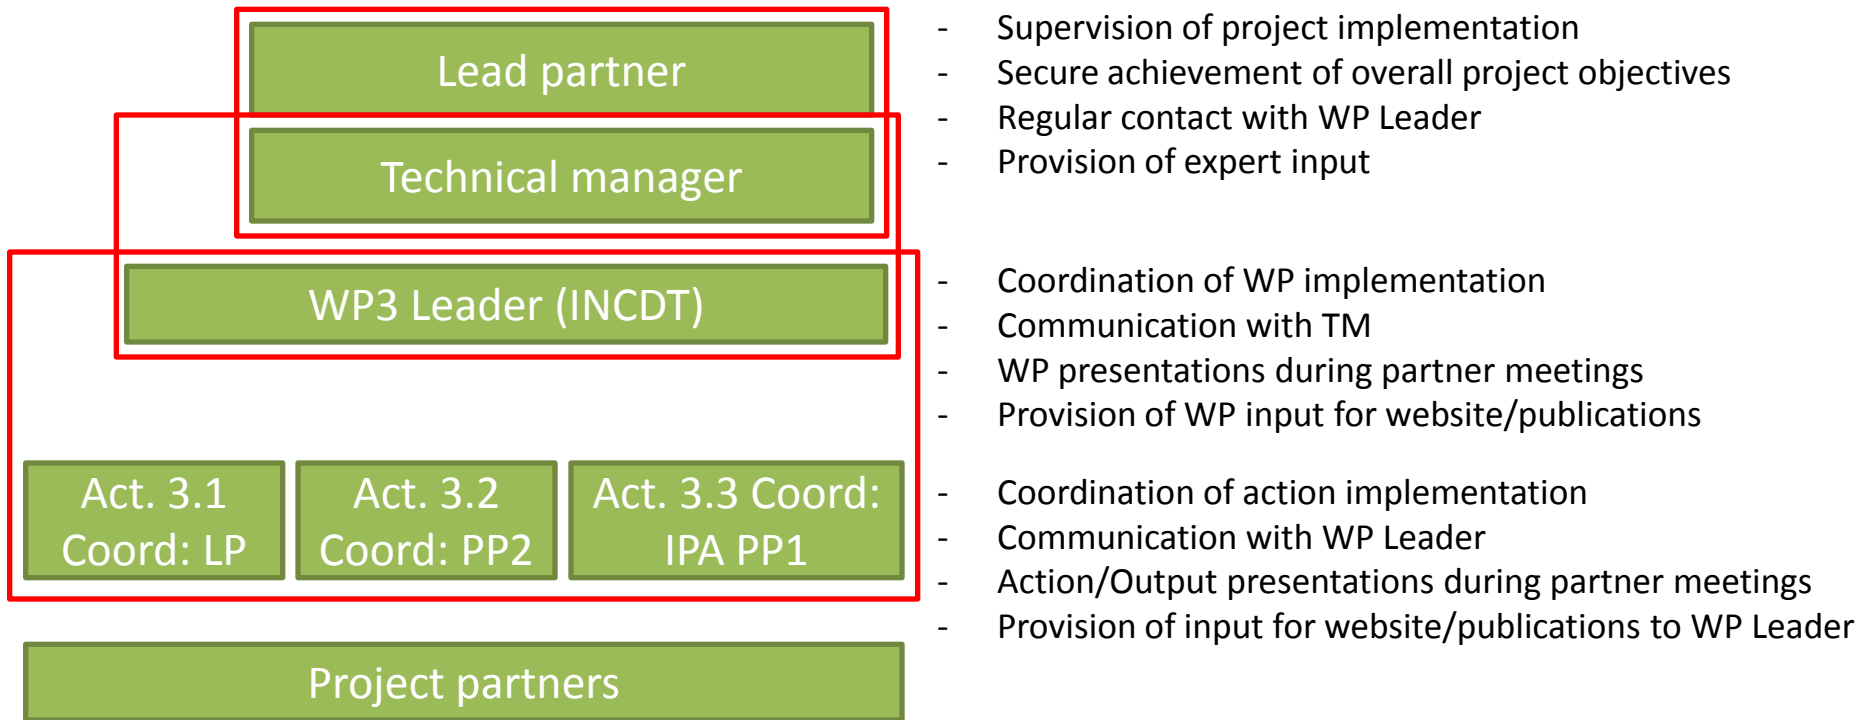 Lead partner
Technical manager
- Supervision of project implementation
- Secure achievement of overall project objectives
- Regular contact with WP Leader
- Provision of expert input
WP3 Leader (INCDT)
- Coordination of WP implementation
- Communication with TM
- WP presentations during partner meetings
- Provision of WP input for website/publications
Act. 3.1
Coord: LP
Act. 3.2
Coord: PP2
Act. 3.3 Coord:
IPA PP1
- Coordination of action implementation
- Communication with WP Leader
- Action/Output presentations during partner meetings
- Provision of input for website/publications to WP Leader
Project partners